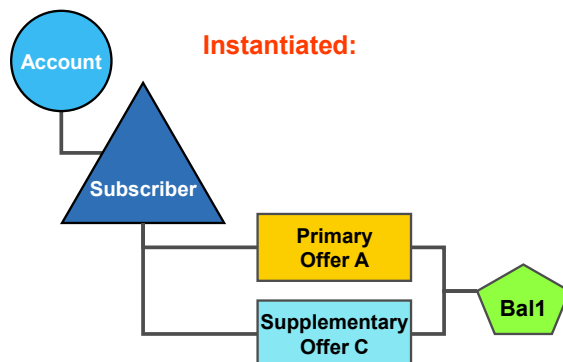 Account
Instantiated:
Subscriber
Primary
Offer A
Supplementary
Offer C
Bal1